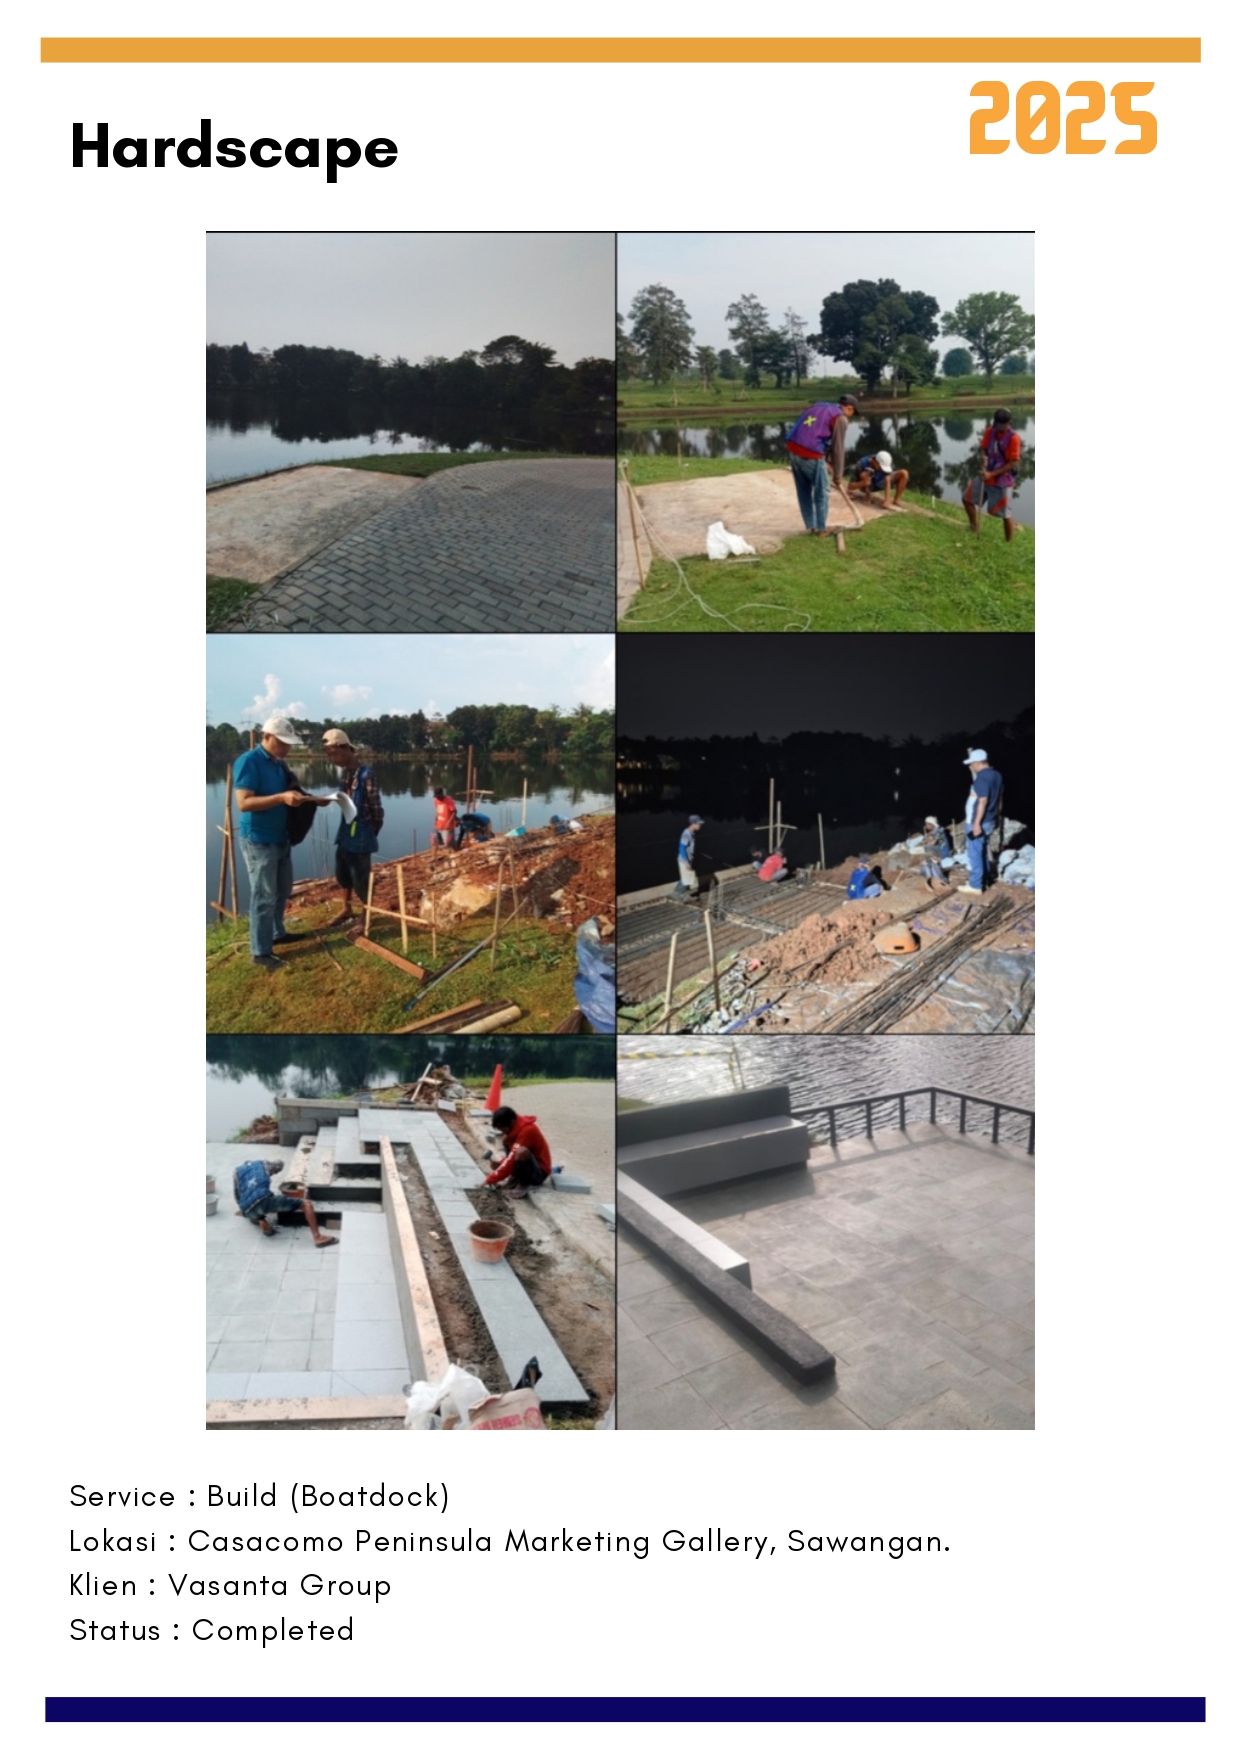 2025
Hardscape
Service : Build (Boatdock)
Lokasi : Casacomo Peninsula Marketing Gallery, Sawangan.
Klien : Vasanta Group
Status : Completed